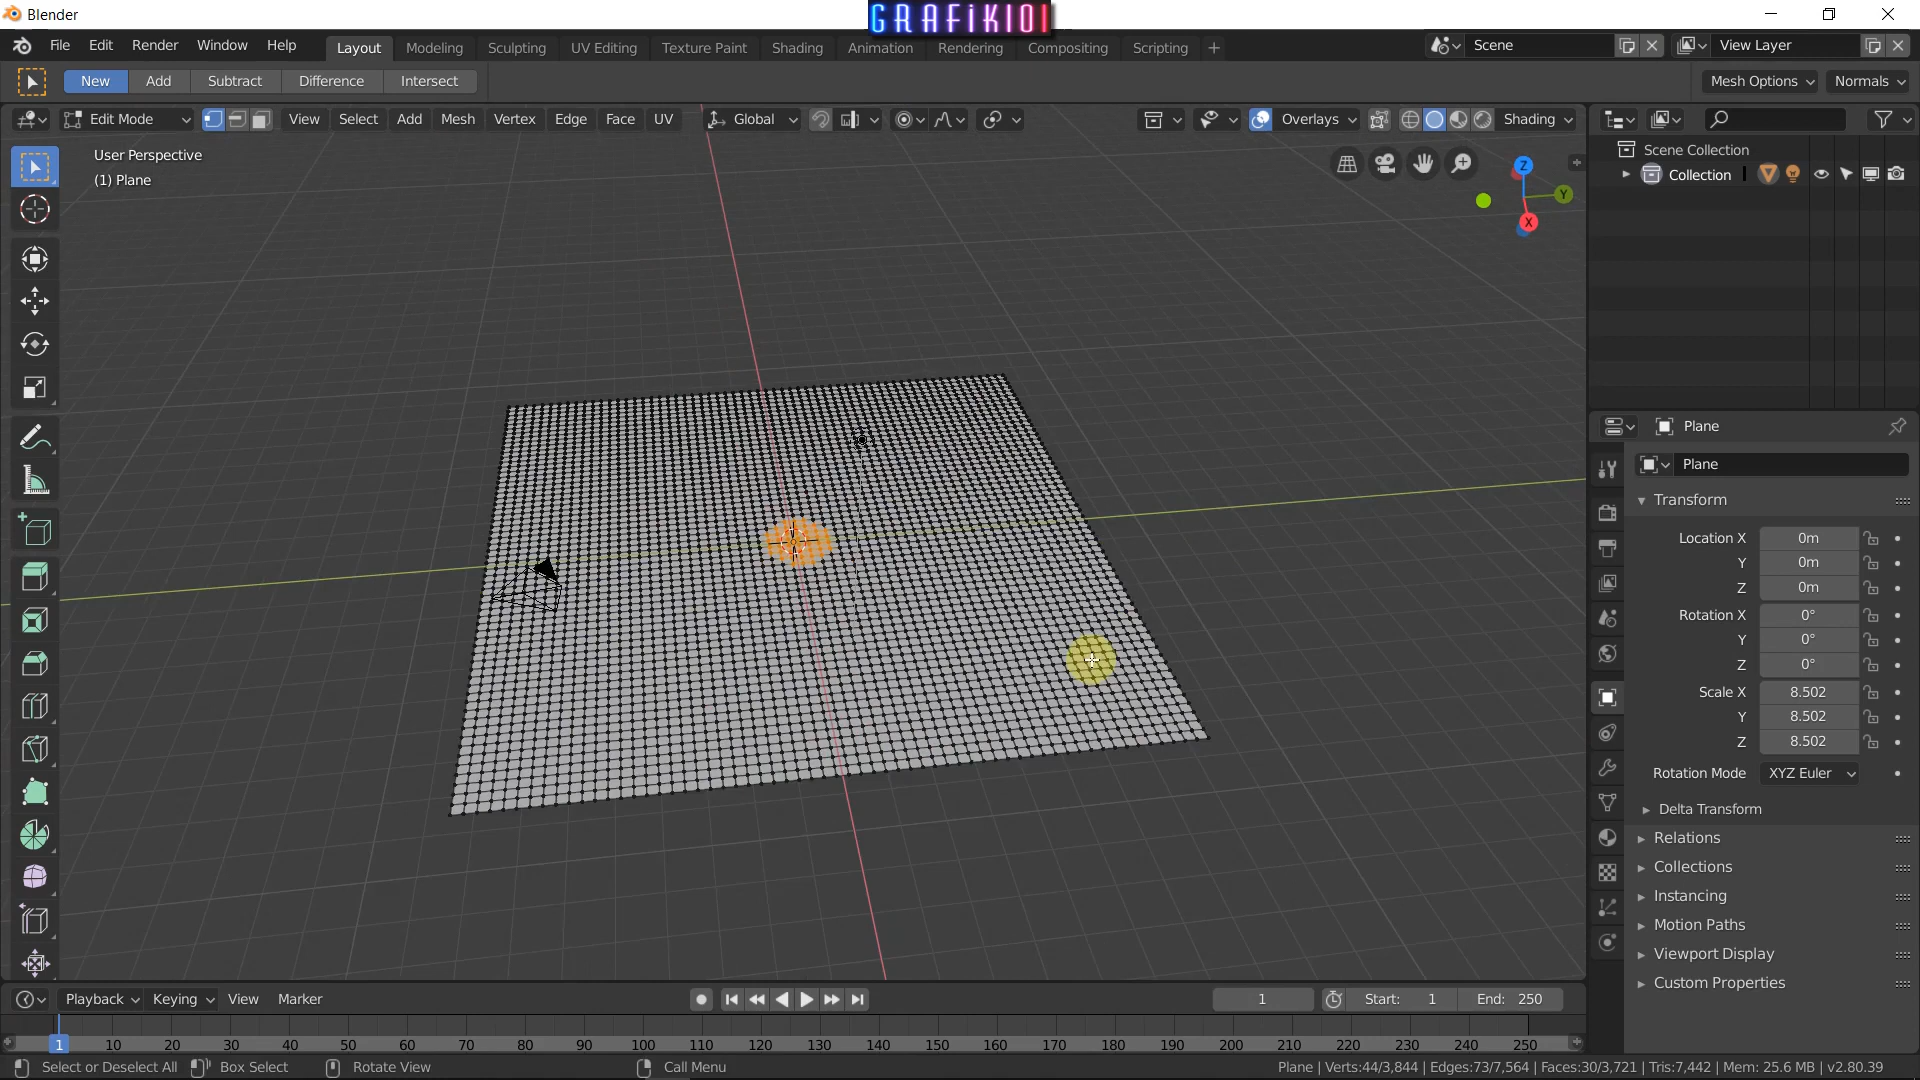 Blender
GRAFiK101
File Edit Render Window Help
Layout Modeling Sculpting UV Editing Texture Paint Shading Animation Rendering Compositing Scripting +
Scene
View Layer
New Add Subtract Difference Intersect
Mesh Options Normals
Edit Mode View Select Add Mesh Vertex Edge Face UV Global Overlays Shading
User Perspective
(1) Plane
Z
Y
X
Scene Collection
Collection
Plane
Plane
Transform
Location X 0m
Y 0m
Z 0m
Rotation X 0°
Y 0°
Z 0°
Scale X 8.502
Y 8.502
Z 8.502
Rotation Mode XYZ Euler
Delta Transform
Relations
Collections
Instancing
Motion Paths
Viewport Display
Custom Properties
Playback Keying View Marker 1 Start: 1 End: 250
1 10 20 30 40 50 60 70 80 90 100 110 120 130 140 150 160 170 180 190 200 210 220 230 240 250
Select or Deselect All Box Select Rotate View Call Menu
Plane | Verts:44/3,844 | Edges:73/7,564 | Faces:30/3,721 | Tris:7,442 | Mem: 25.6 MB | v2.80.39